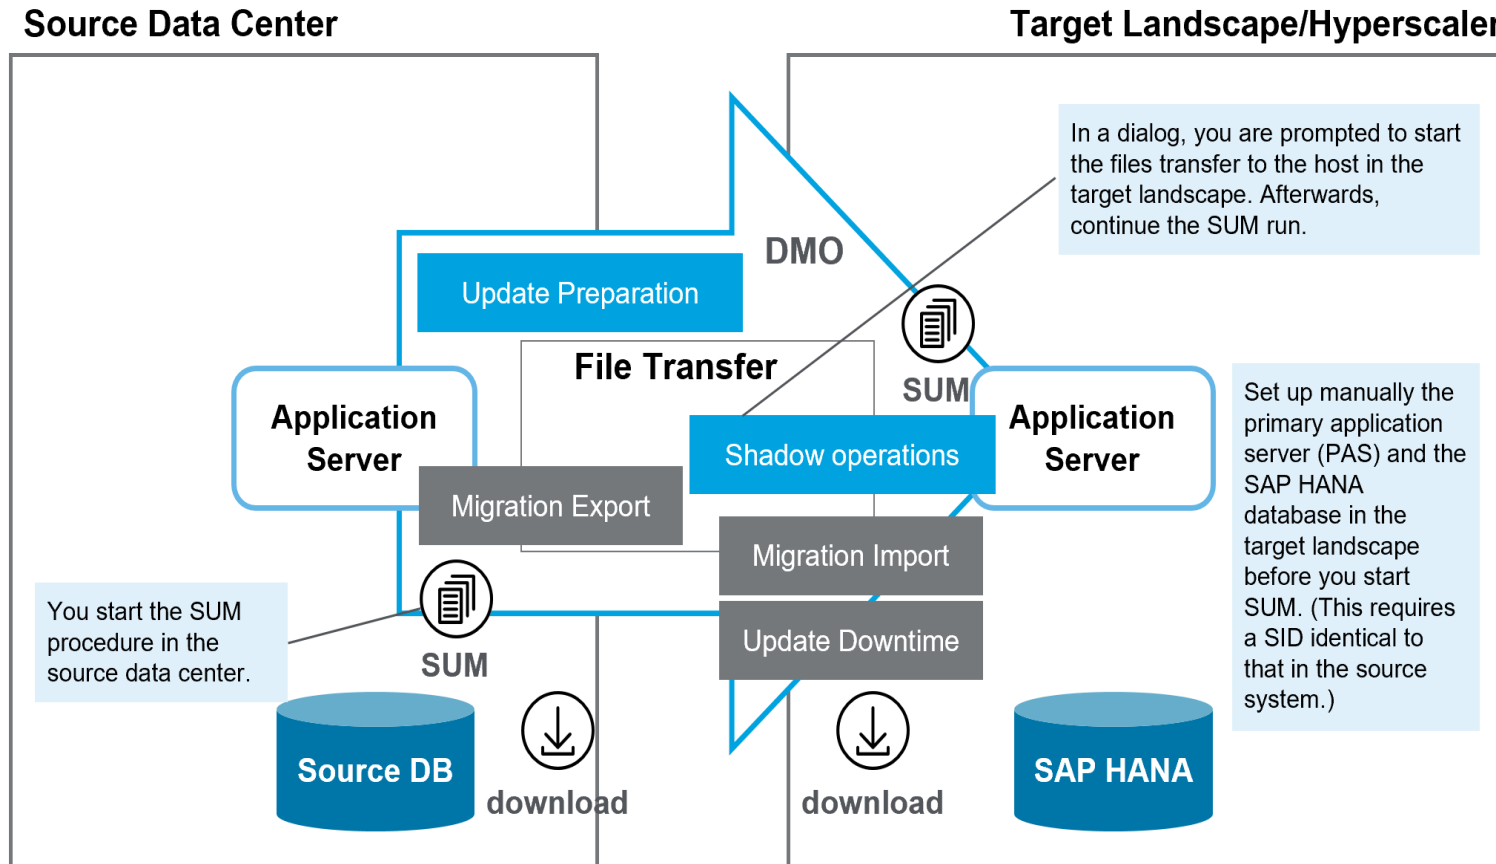 Source Data Center
Target Landscape/Hyperscaler
In a dialog, you are prompted to start
the files transfer to the host in the
target landscape. Afterwards,
continue the SUM run.
DMO
Update Preparation
File Transfer
SUM
Application
Server
Application
Server
Shadow operations
Migration Export
Migration Import
Update Downtime
Set up manually the
primary application
server (PAS) and the
SAP HANA
database in the
target landscape
before you start
SUM. (This requires
a SID identical to
that in the source
system.)
You start the SUM
procedure in the
source data center.
SUM
Source DB
download
download
SAP HANA